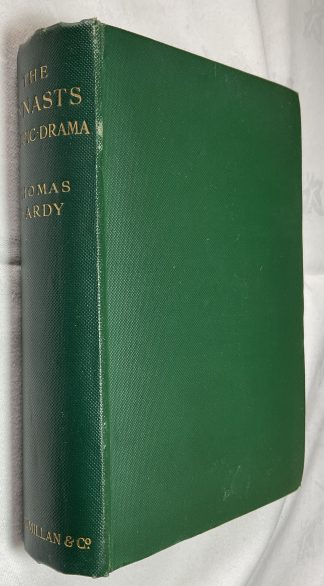 THE
NASTS
IC-DRAMA
OMAS
ARDY
MILLAN & Co.